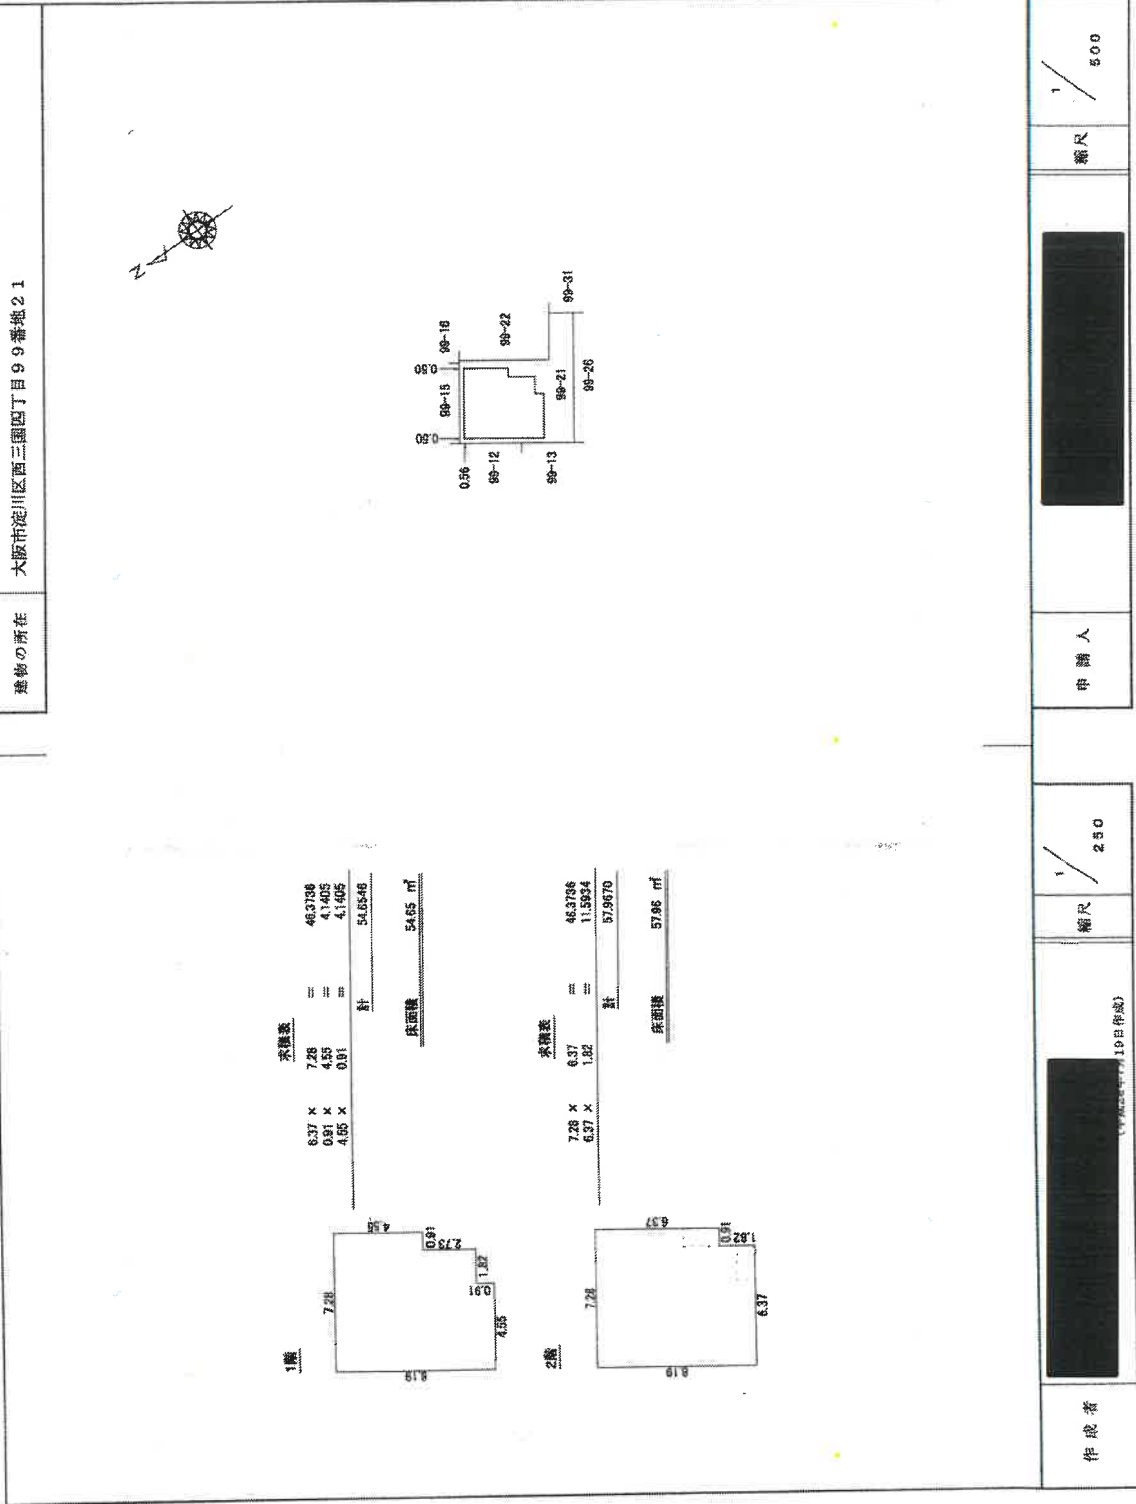 建物の所在 大阪市淀川区西三国四丁目99番地21
1階
7.28
4.55
0.91
2.73
1.82
0.91
4.55
8.19
求積表
6.37 × 7.28 = 46.3736
0.91 × 4.55 = 4.1405
4.55 × 0.91 = 4.1405
計 54.6546
床面積 54.65 ㎡
2階
7.28
6.37
0.91
1.82
6.37
8.19
求積表
7.28 × 6.37 = 46.3736
6.37 × 1.82 = 11.5934
計 57.9670
床面積 57.96 ㎡
N
0.50
99-15
0.50
99-16
0.56
99-12
99-13
99-22
99-21
99-26
99-31
作成者
19日作成)
縮尺 1/250
申請人
縮尺 1/500